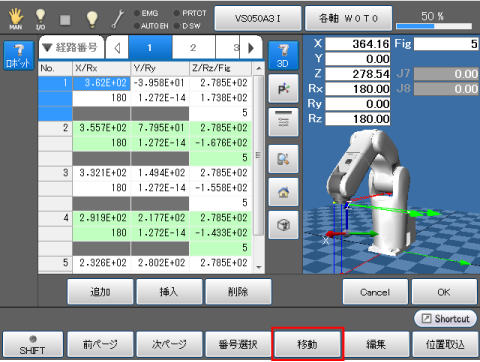 MAN I/O EMG PRTOT AUTO EN D SW VS050A3 I 各軸 W 0 T 0 50 %
ロボット ▼ 経路番号 1 2 3 3D
No. X/Rx Y/Ry Z/Rz/Fig
1 3.62E+02 -3.958E+01 2.785E+02
180 1.272E-14 1.738E+02
5
2 3.557E+02 7.795E+01 2.785E+02
180 1.272E-14 -1.676E+02
5
3 3.321E+02 1.494E+02 2.785E+02
180 1.272E-14 -1.558E+02
5
4 2.919E+02 2.177E+02 2.785E+02
180 1.272E-14 -1.433E+02
5
5 2.326E+02 2.802E+02 2.785E+02
P
X 364.16 Fig 5
Y 0.00
Z 278.54 J7 0.00
Rx 180.00 J8 0.00
Ry 0.00
Rz 180.00
Z
X
追加 挿入 削除 Cancel OK
Shortcut
SHIFT 前ページ 次ページ 番号選択 移動 編集 位置取込